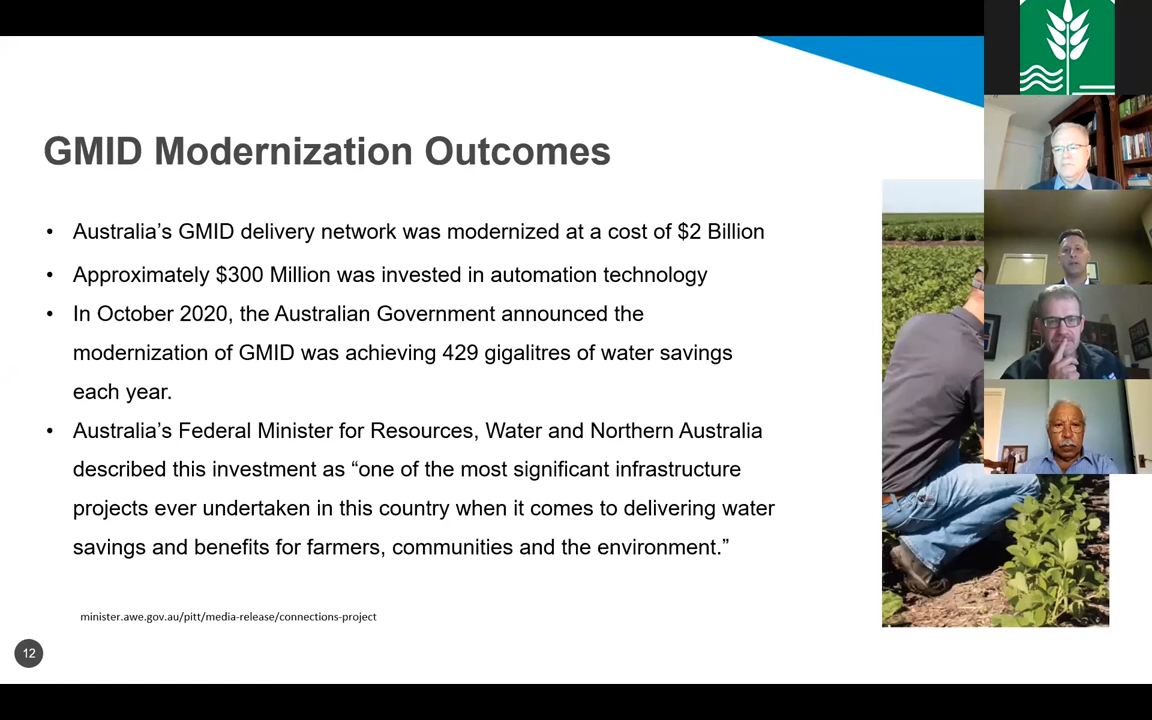 GMID Modernization Outcomes
• Australia’s GMID delivery network was modernized at a cost of $2 Billion
• Approximately $300 Million was invested in automation technology
• In October 2020, the Australian Government announced the
modernization of GMID was achieving 429 gigalitres of water savings
each year.
• Australia’s Federal Minister for Resources, Water and Northern Australia
described this investment as “one of the most significant infrastructure
projects ever undertaken in this country when it comes to delivering water
savings and benefits for farmers, communities and the environment.”
minister.awe.gov.au/pitt/media-release/connections-project
12